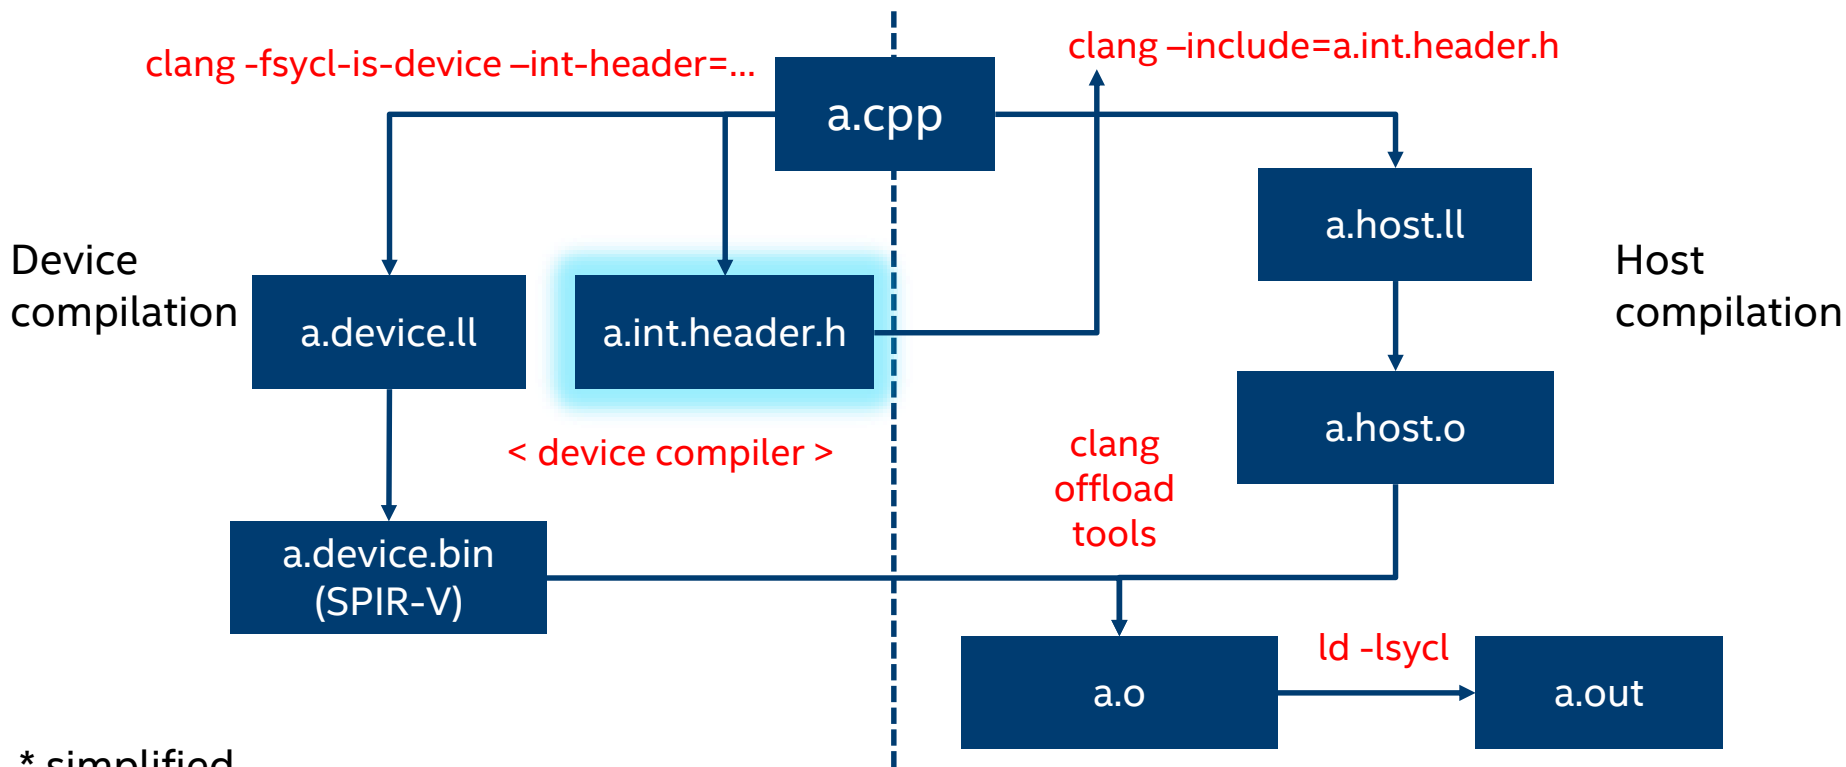 clang -fsycl-is-device –int-header=...
clang –include=a.int.header.h
a.cpp
a.host.ll
Device
compilation
Host
compilation
a.device.ll
a.int.header.h
a.host.o
< device compiler >
clang
offload
tools
a.device.bin
(SPIR-V)
ld -lsycl
a.o
a.out
* simplified